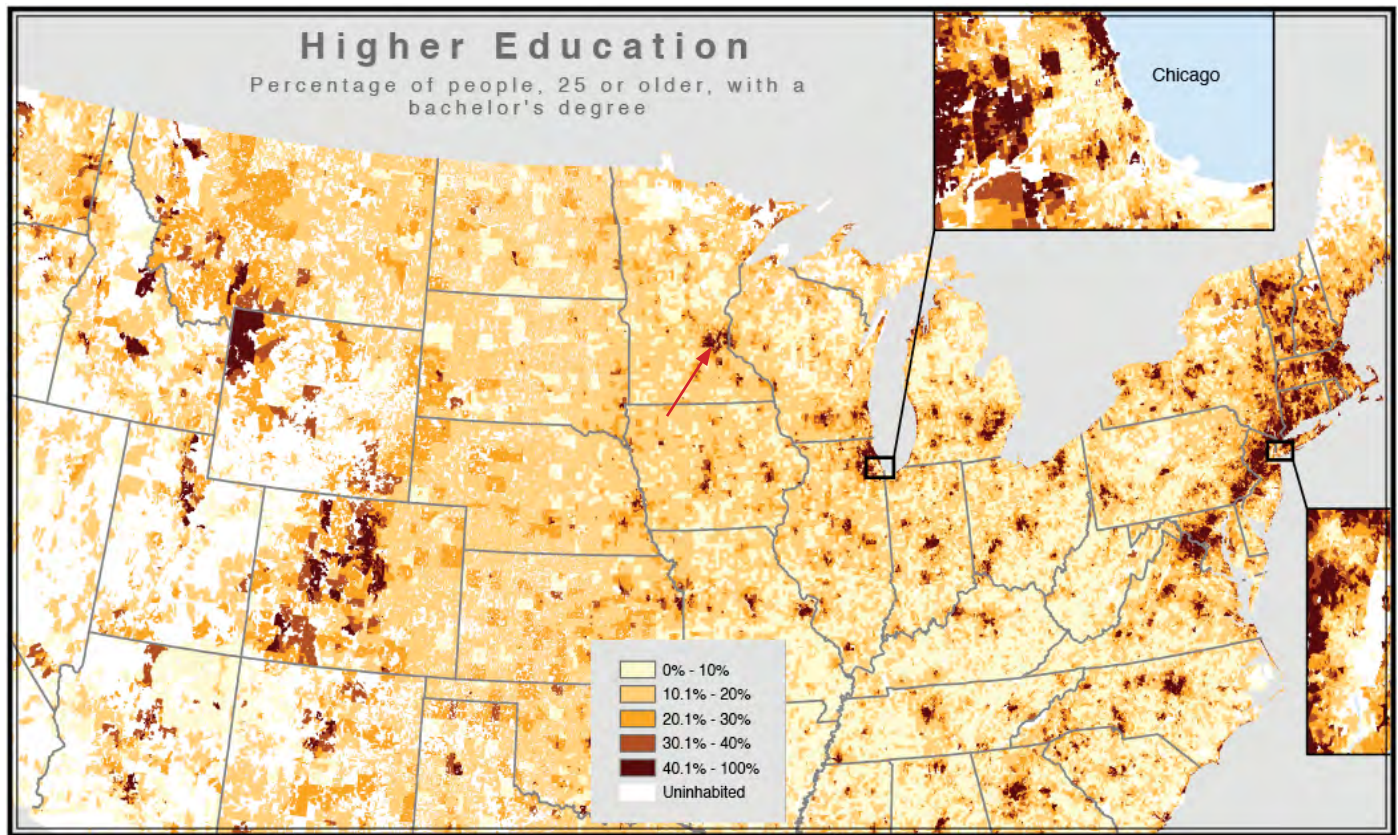 Higher Education
Percentage of people, 25 or older, with a
bachelor's degree
Chicago
0% - 10%
10.1% - 20%
20.1% - 30%
30.1% - 40%
40.1% - 100%
Uninhabited